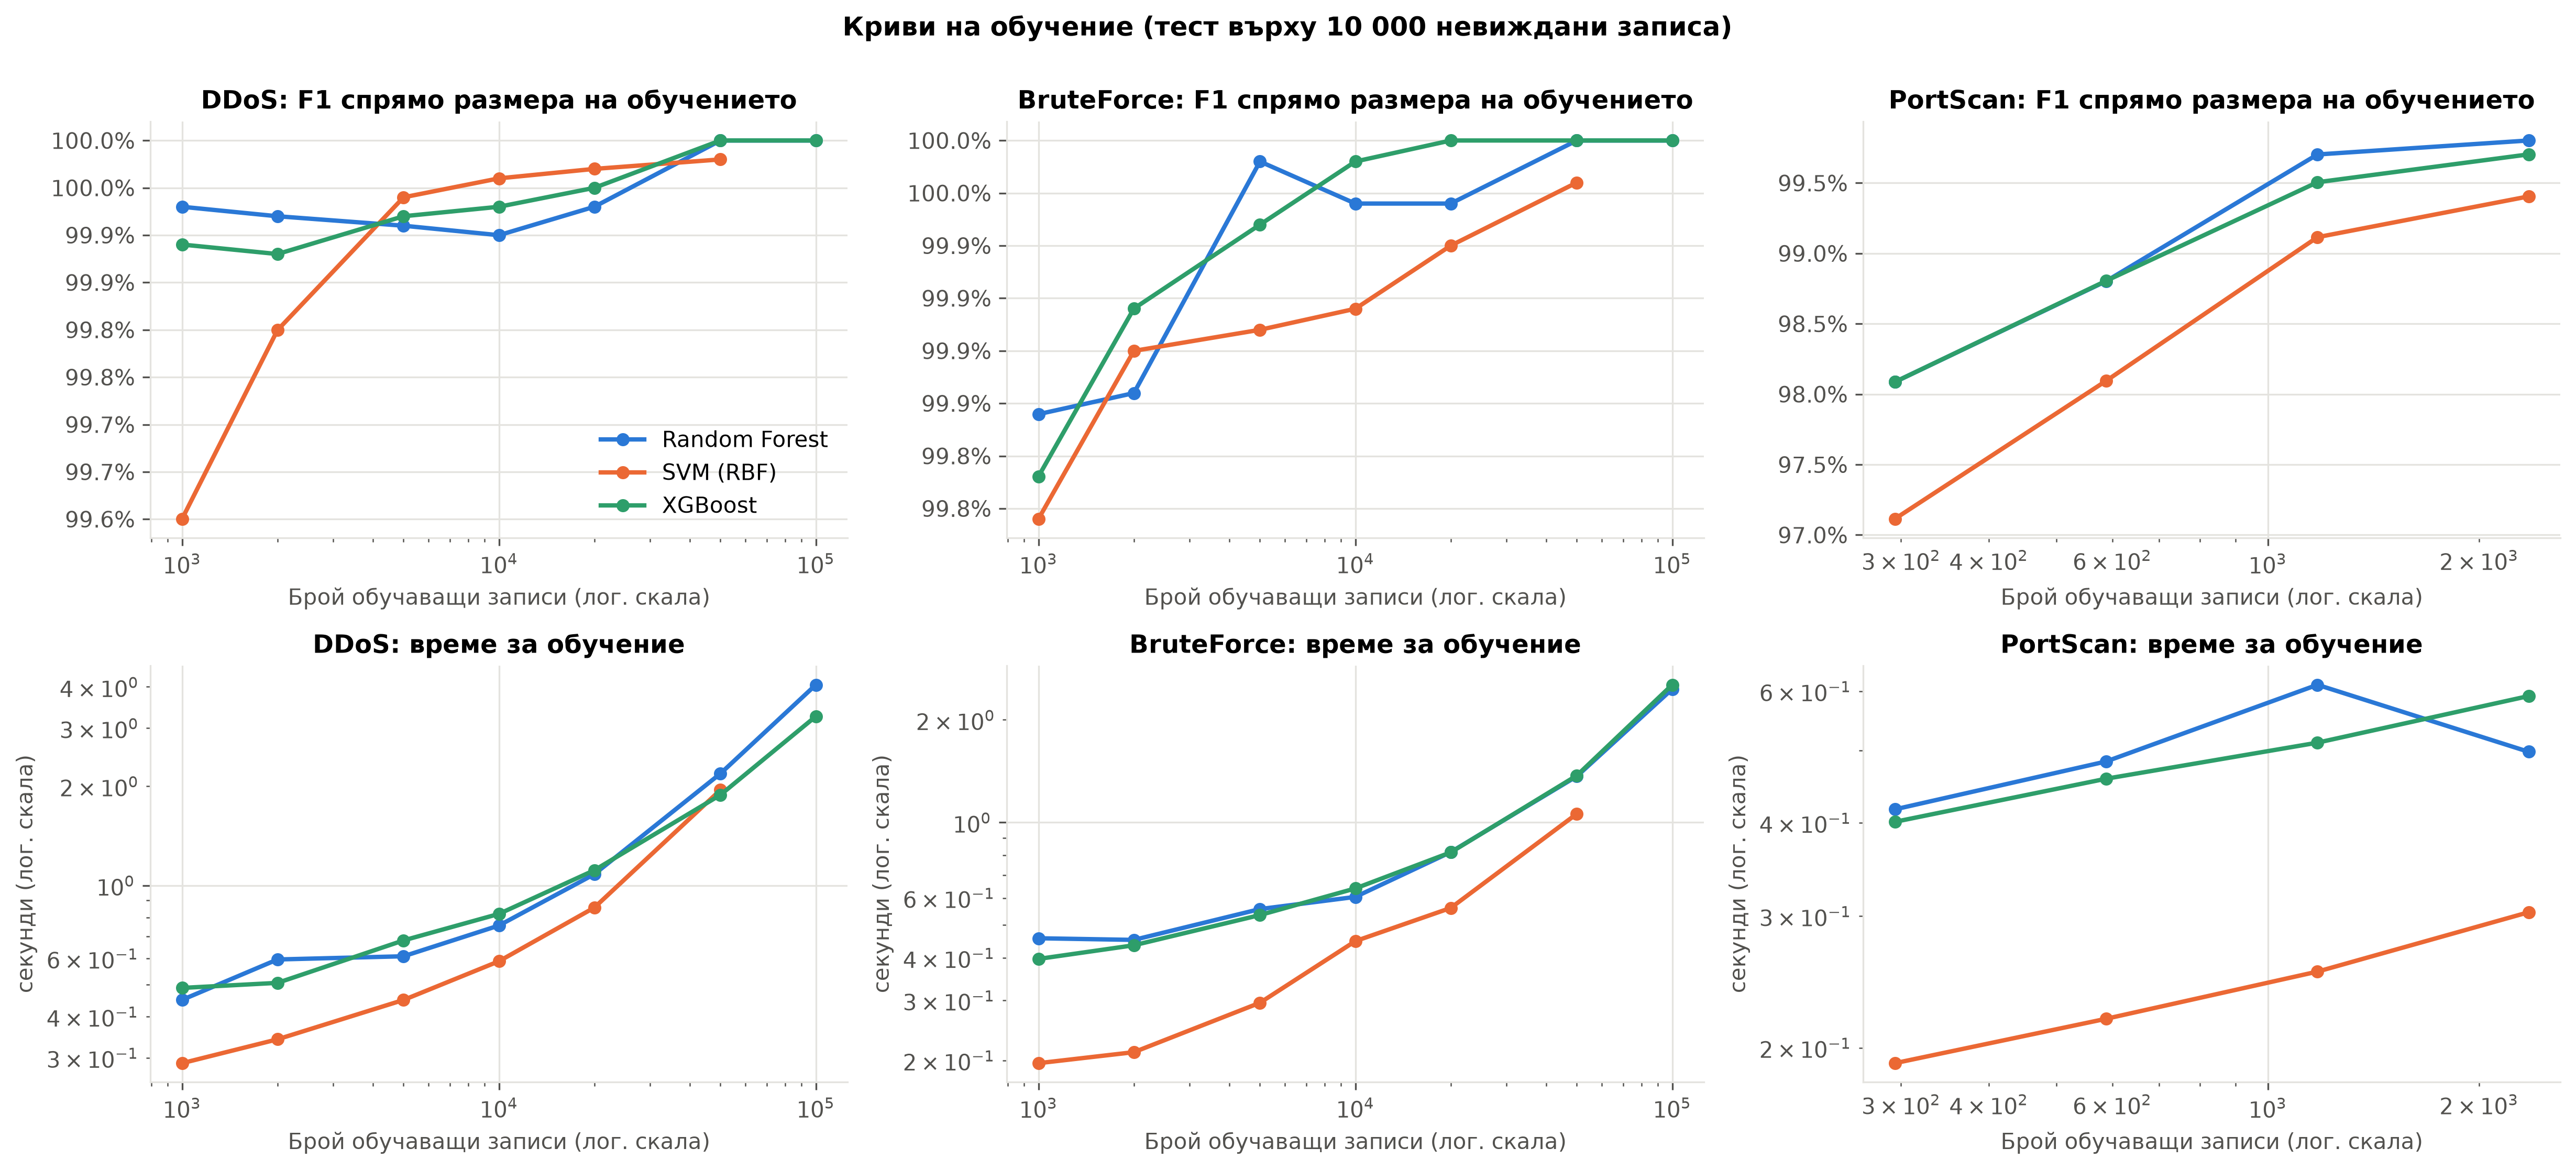 Криви на обучение (тест върху 10 000 невиждани записа)
DDoS: F1 спрямо размера на обучението
100.0%
100.0%
99.9%
99.9%
99.8%
99.8%
99.7%
99.7%
99.6%
Random Forest
SVM (RBF)
XGBoost
10³ 10⁴ 10⁵
Брой обучаващи записи (лог. скала)
BruteForce: F1 спрямо размера на обучението
100.0%
100.0%
99.9%
99.9%
99.9%
99.9%
99.8%
99.8%
10³ 10⁴ 10⁵
Брой обучаващи записи (лог. скала)
PortScan: F1 спрямо размера на обучението
99.5%
99.0%
98.5%
98.0%
97.5%
97.0%
3 × 10² 4 × 10² 6 × 10² 10³ 2 × 10³
Брой обучаващи записи (лог. скала)
DDoS: време за обучение
секунди (лог. скала)
4 × 10⁰
3 × 10⁰
2 × 10⁰
10⁰
6 × 10⁻¹
4 × 10⁻¹
3 × 10⁻¹
10³ 10⁴ 10⁵
Брой обучаващи записи (лог. скала)
BruteForce: време за обучение
секунди (лог. скала)
2 × 10⁰
10⁰
6 × 10⁻¹
4 × 10⁻¹
3 × 10⁻¹
2 × 10⁻¹
10³ 10⁴ 10⁵
Брой обучаващи записи (лог. скала)
PortScan: време за обучение
секунди (лог. скала)
6 × 10⁻¹
4 × 10⁻¹
3 × 10⁻¹
2 × 10⁻¹
3 × 10² 4 × 10² 6 × 10² 10³ 2 × 10³
Брой обучаващи записи (лог. скала)